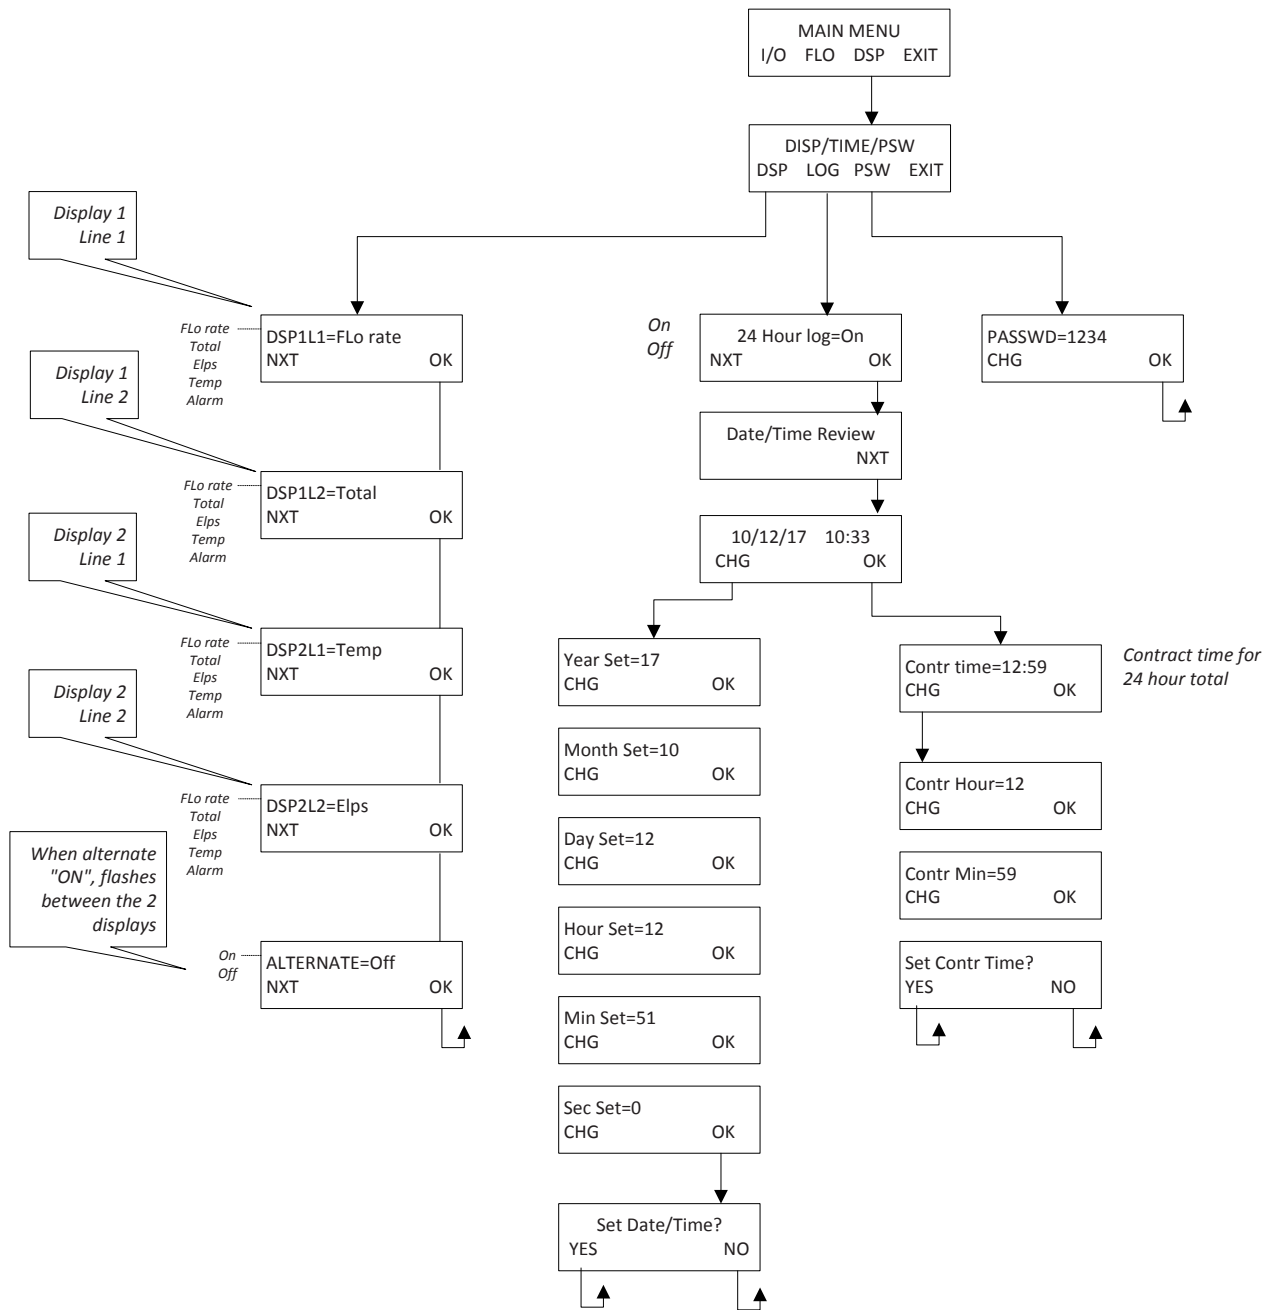 MAIN MENU
I/O FLO DSP EXIT
DISP/TIME/PSW
DSP LOG PSW EXIT
Display 1
Line 1
FLo rate
Total
Elps
Temp
Alarm
DSP1L1=FLo rate
NXT OK
Display 1
Line 2
FLo rate
Total
Elps
Temp
Alarm
DSP1L2=Total
NXT OK
Display 2
Line 1
FLo rate
Total
Elps
Temp
Alarm
DSP2L1=Temp
NXT OK
Display 2
Line 2
FLo rate
Total
Elps
Temp
Alarm
DSP2L2=Elps
NXT OK
When alternate
"ON", flashes
between the 2
displays
On
Off
ALTERNATE=Off
NXT OK
On
Off
24 Hour log=On
NXT OK
Date/Time Review
NXT
10/12/17 10:33
CHG OK
Year Set=17
CHG OK
Month Set=10
CHG OK
Day Set=12
CHG OK
Hour Set=12
CHG OK
Min Set=51
CHG OK
Sec Set=0
CHG OK
Set Date/Time?
YES NO
Contr time=12:59
CHG OK
Contract time for
24 hour total
Contr Hour=12
CHG OK
Contr Min=59
CHG OK
Set Contr Time?
YES NO
PASSWD=1234
CHG OK